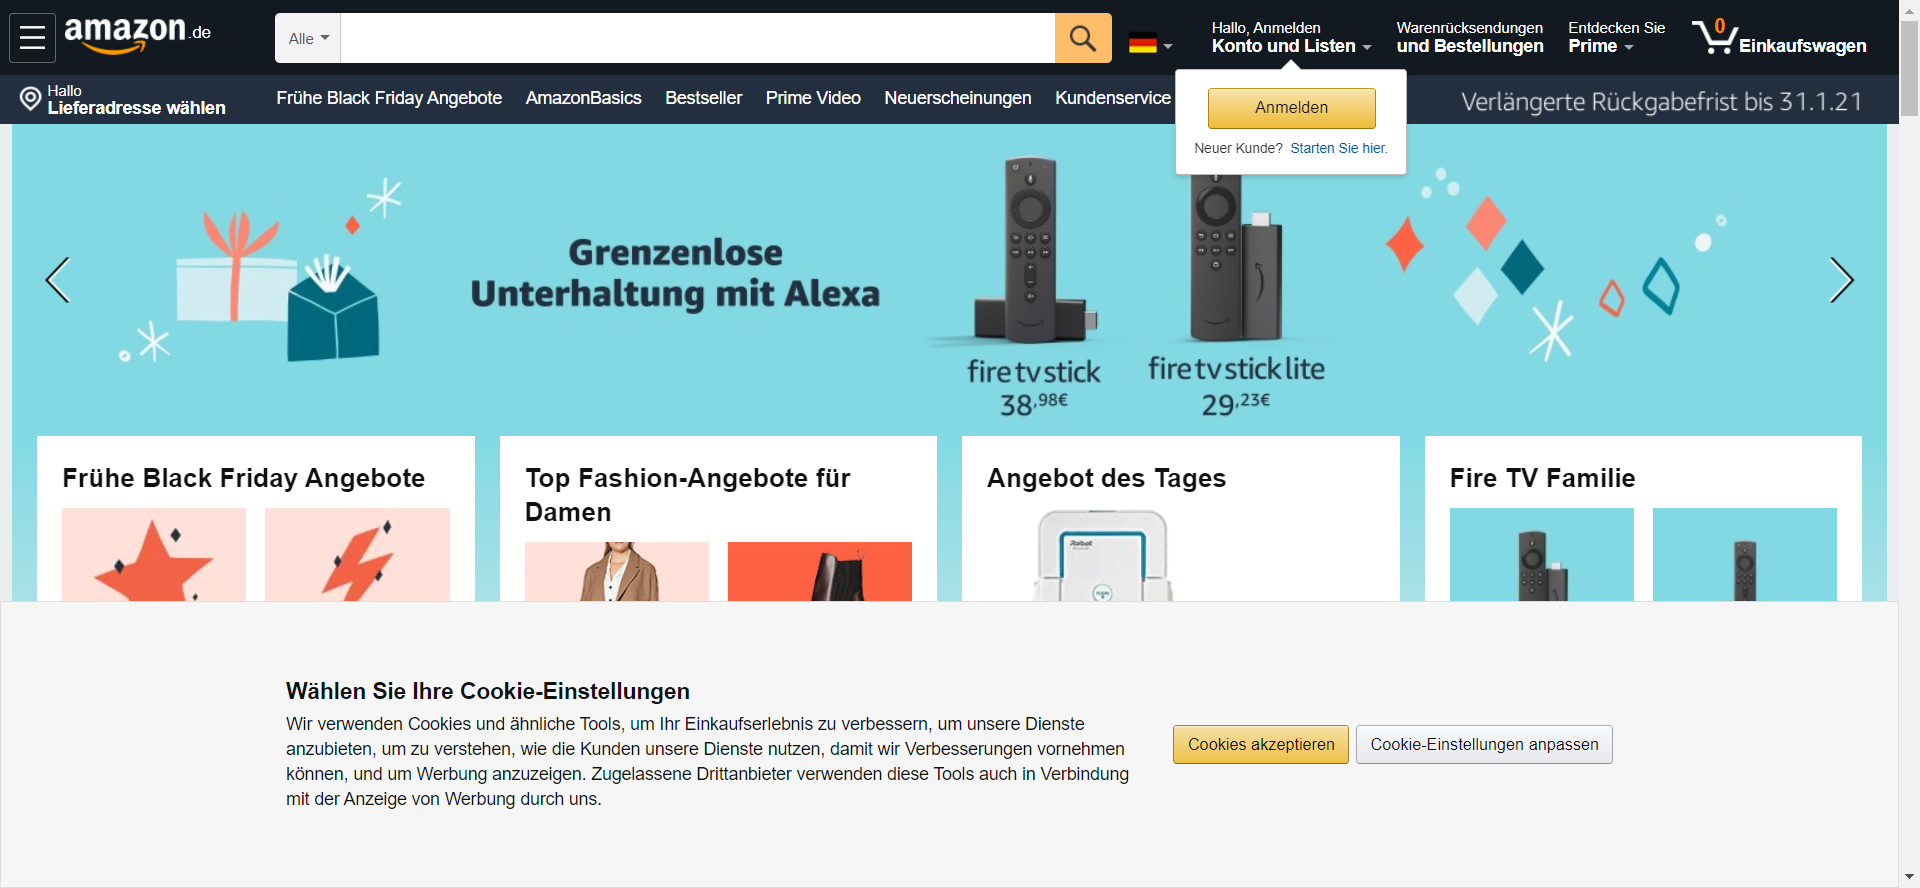 amazon.de
Alle
Hallo, Anmelden
Konto und Listen
Warenrücksendungen
und Bestellungen
Entdecken Sie
Prime
0
Einkaufswagen
Hallo
Lieferadresse wählen
Frühe Black Friday Angebote
AmazonBasics
Bestseller
Prime Video
Neuerscheinungen
Kundenservice
Verlängerte Rückgabefrist bis 31.1.21
Anmelden
Neuer Kunde? Starten Sie hier.
Grenzenlose
Unterhaltung mit Alexa
fire tv stick
38,98€
fire tv stick lite
29,23€
Frühe Black Friday Angebote
Top Fashion-Angebote für
Damen
Angebot des Tages
iRobot
Fire TV Familie
Wählen Sie Ihre Cookie-Einstellungen
Wir verwenden Cookies und ähnliche Tools, um Ihr Einkaufserlebnis zu verbessern, um unsere Dienste
anzubieten, um zu verstehen, wie die Kunden unsere Dienste nutzen, damit wir Verbesserungen vornehmen
können, und um Werbung anzuzeigen. Zugelassene Drittanbieter verwenden diese Tools auch in Verbindung
mit der Anzeige von Werbung durch uns.
Cookies akzeptieren
Cookie-Einstellungen anpassen